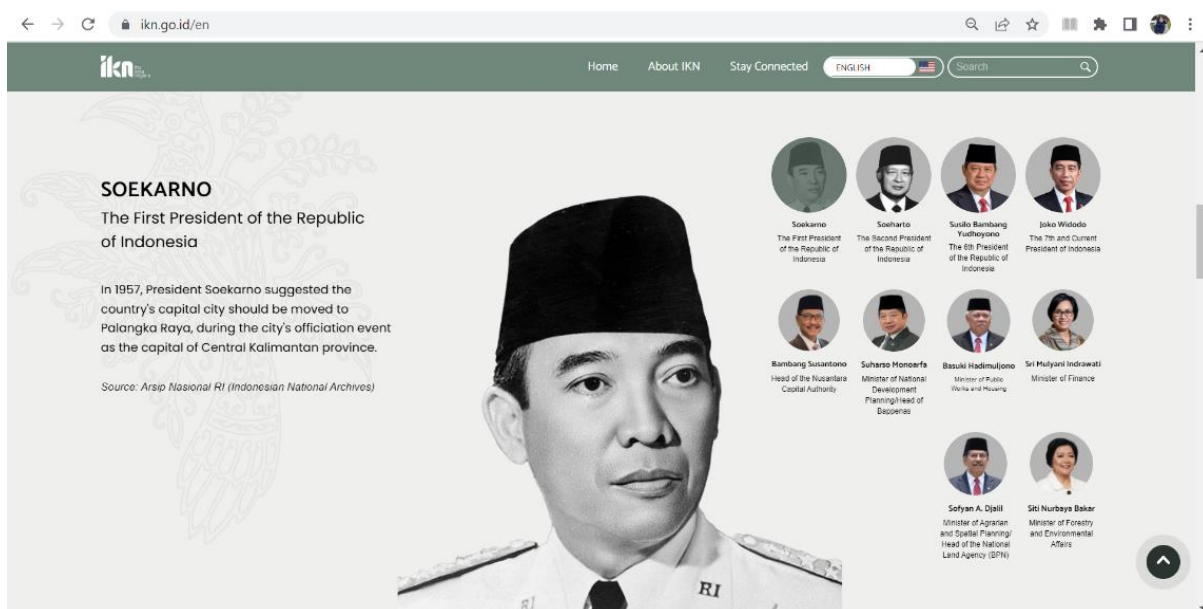 ikn.go.id/en
ikn
Home
About IKN
Stay Connected
ENGLISH
Search
SOEKARNO
The First President of the Republic
of Indonesia
In 1957, President Soekarno suggested the
country's capital city should be moved to
Palangka Raya, during the city's officiation event
as the capital of Central Kalimantan province.
Source: Arsip Nasional RI (Indonesian National Archives)
RI
Soekarno
The First President
of the Republic of
Indonesia
Soeharto
The Second President
of the Republic of
Indonesia
Susilo Bambang
Yudhoyono
The 6th President
of the Republic of
Indonesia
Joko Widodo
The 7th and Current
President of Indonesia
Bambang Susantono
Head of the Nusantara
Capital Authority
Suharso Monoarfa
Minister of National
Development
Planning/Head of
Bappenas
Basuki Hadimuljono
Minister of Public
Works and Housing
Sri Mulyani Indrawati
Minister of Finance
Sofyan A. Djalil
Minister of Agrarian
and Spatial Planning/
Head of the National
Land Agency (BPN)
Siti Nurbaya Bakar
Minister of Forestry
and Environmental
Affairs